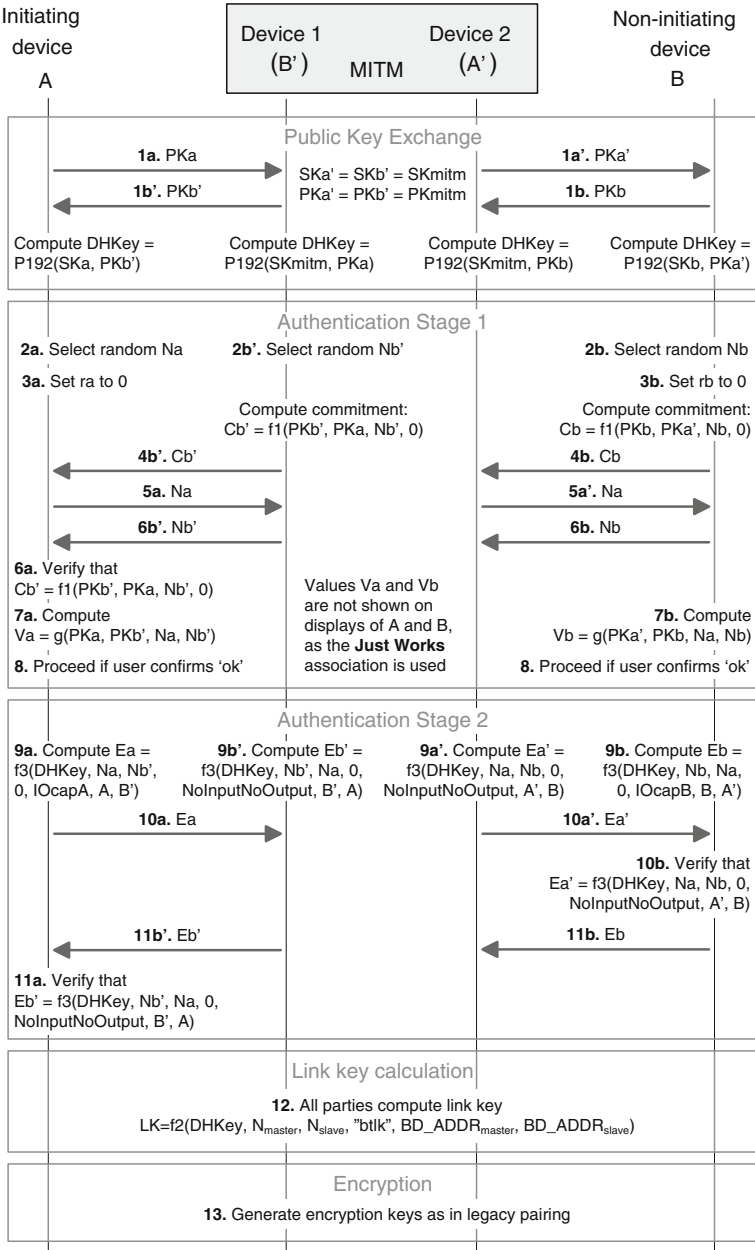 Initiating
device
A
Device 1
(B’)
MITM
Device 2
(A’)
Non-initiating
device
B
Public Key Exchange
1a. PKa
1b’. PKb’
SKa' = SKb’ = SKmitm
PKa' = PKb’ = PKmitm
1a’. PKa’
1b. PKb
Compute DHKey =
P192(SKa, PKb’)
Compute DHKey =
P192(SKmitm, PKa)
Compute DHKey =
P192(SKmitm, PKb)
Compute DHKey =
P192(SKb, PKa’)
Authentication Stage 1
2a. Select random Na
2b’. Select random Nb’
2b. Select random Nb
3a. Set ra to 0
3b. Set rb to 0
Compute commitment:
Cb’ = f1(PKb’, PKa, Nb’, 0)
Compute commitment:
Cb = f1(PKb, PKa’, Nb, 0)
4b’. Cb’
4b. Cb
5a. Na
5a’. Na
6b’. Nb’
6b. Nb
6a. Verify that
Cb’ = f1(PKb’, PKa, Nb’, 0)
7a. Compute
Va = g(PKa, PKb’, Na, Nb’)
8. Proceed if user confirms ‘ok’
Values Va and Vb
are not shown on
displays of A and B,
as the Just Works
association is used
7b. Compute
Vb = g(PKa’, PKb, Na, Nb)
8. Proceed if user confirms ‘ok’
Authentication Stage 2
9a. Compute Ea =
f3(DHKey, Na, Nb’,
0, IOcapA, A, B’)
9b’. Compute Eb’ =
f3(DHKey, Nb’, Na, 0,
NoInputNoOutput, B’, A)
9a’. Compute Ea’ =
f3(DHKey, Na, Nb, 0,
NoInputNoOutput, A’, B)
9b. Compute Eb =
f3(DHKey, Nb, Na,
0, IOcapB, B, A’)
10a. Ea
10a’. Ea’
10b. Verify that
Ea’ = f3(DHKey, Na, Nb, 0,
NoInputNoOutput, A’, B)
11b’. Eb’
11b. Eb
11a. Verify that
Eb’ = f3(DHKey, Nb’, Na, 0,
NoInputNoOutput, B’, A)
Link key calculation
12. All parties compute link key
LK=f2(DHKey, Nmaster, Nslave, ”btlk”, BD_ADDRmaster, BD_ADDRslave)
Encryption
13. Generate encryption keys as in legacy pairing